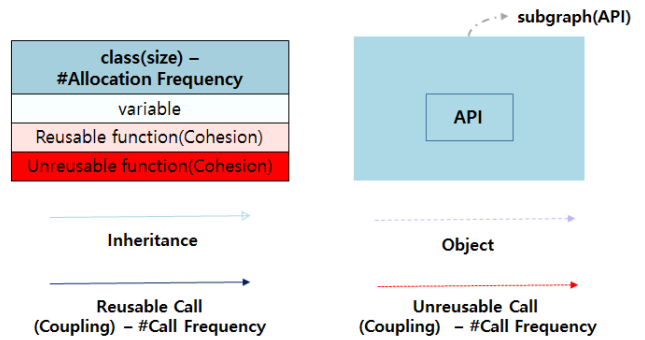 subgraph(API)
class(size) –
#Allocation Frequency
variable
Reusable function(Cohesion)
Unreusable function(Cohesion)
API
Inheritance
Object
Reusable Call
(Coupling) – #Call Frequency
Unreusable Call
(Coupling) – #Call Frequency